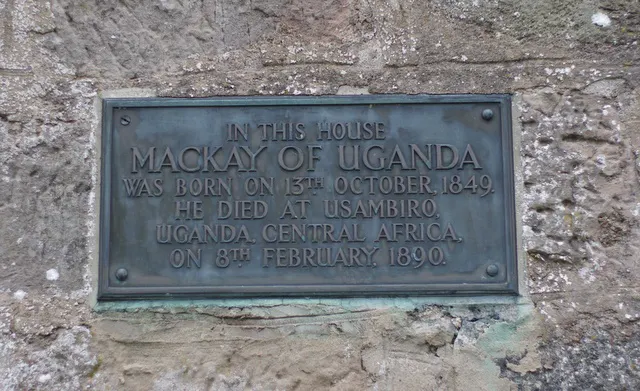 IN THIS HOUSE
MACKAY OF UGANDA
WAS BORN ON 13TH OCTOBER, 1849.
HE DIED AT USAMBIRO,
UGANDA, CENTRAL AFRICA,
ON 8TH FEBRUARY, 1890.